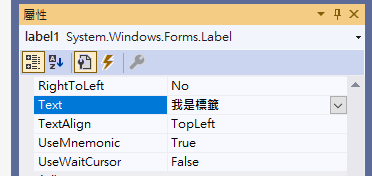 屬性
label1 System.Windows.Forms.Label
RightToLeft No
Text 我是標籤
TextAlign TopLeft
UseMnemonic True
UseWaitCursor False